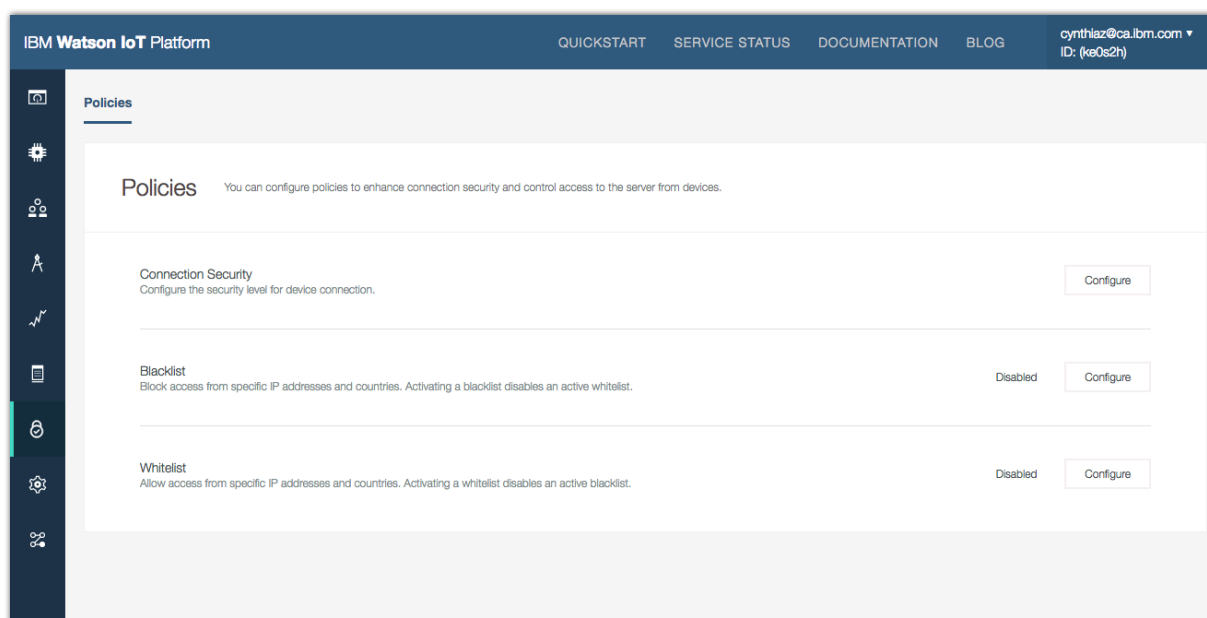 IBM Watson IoT Platform
QUICKSTART
SERVICE STATUS
DOCUMENTATION
BLOG
cynthiaz@ca.ibm.com ▾
ID: (ke0s2h)
Policies
Policies
You can configure policies to enhance connection security and control access to the server from devices.
Connection Security
Configure the security level for device connection.
Configure
Blacklist
Block access from specific IP addresses and countries. Activating a blacklist disables an active whitelist.
Disabled
Configure
Whitelist
Allow access from specific IP addresses and countries. Activating a whitelist disables an active blacklist.
Disabled
Configure